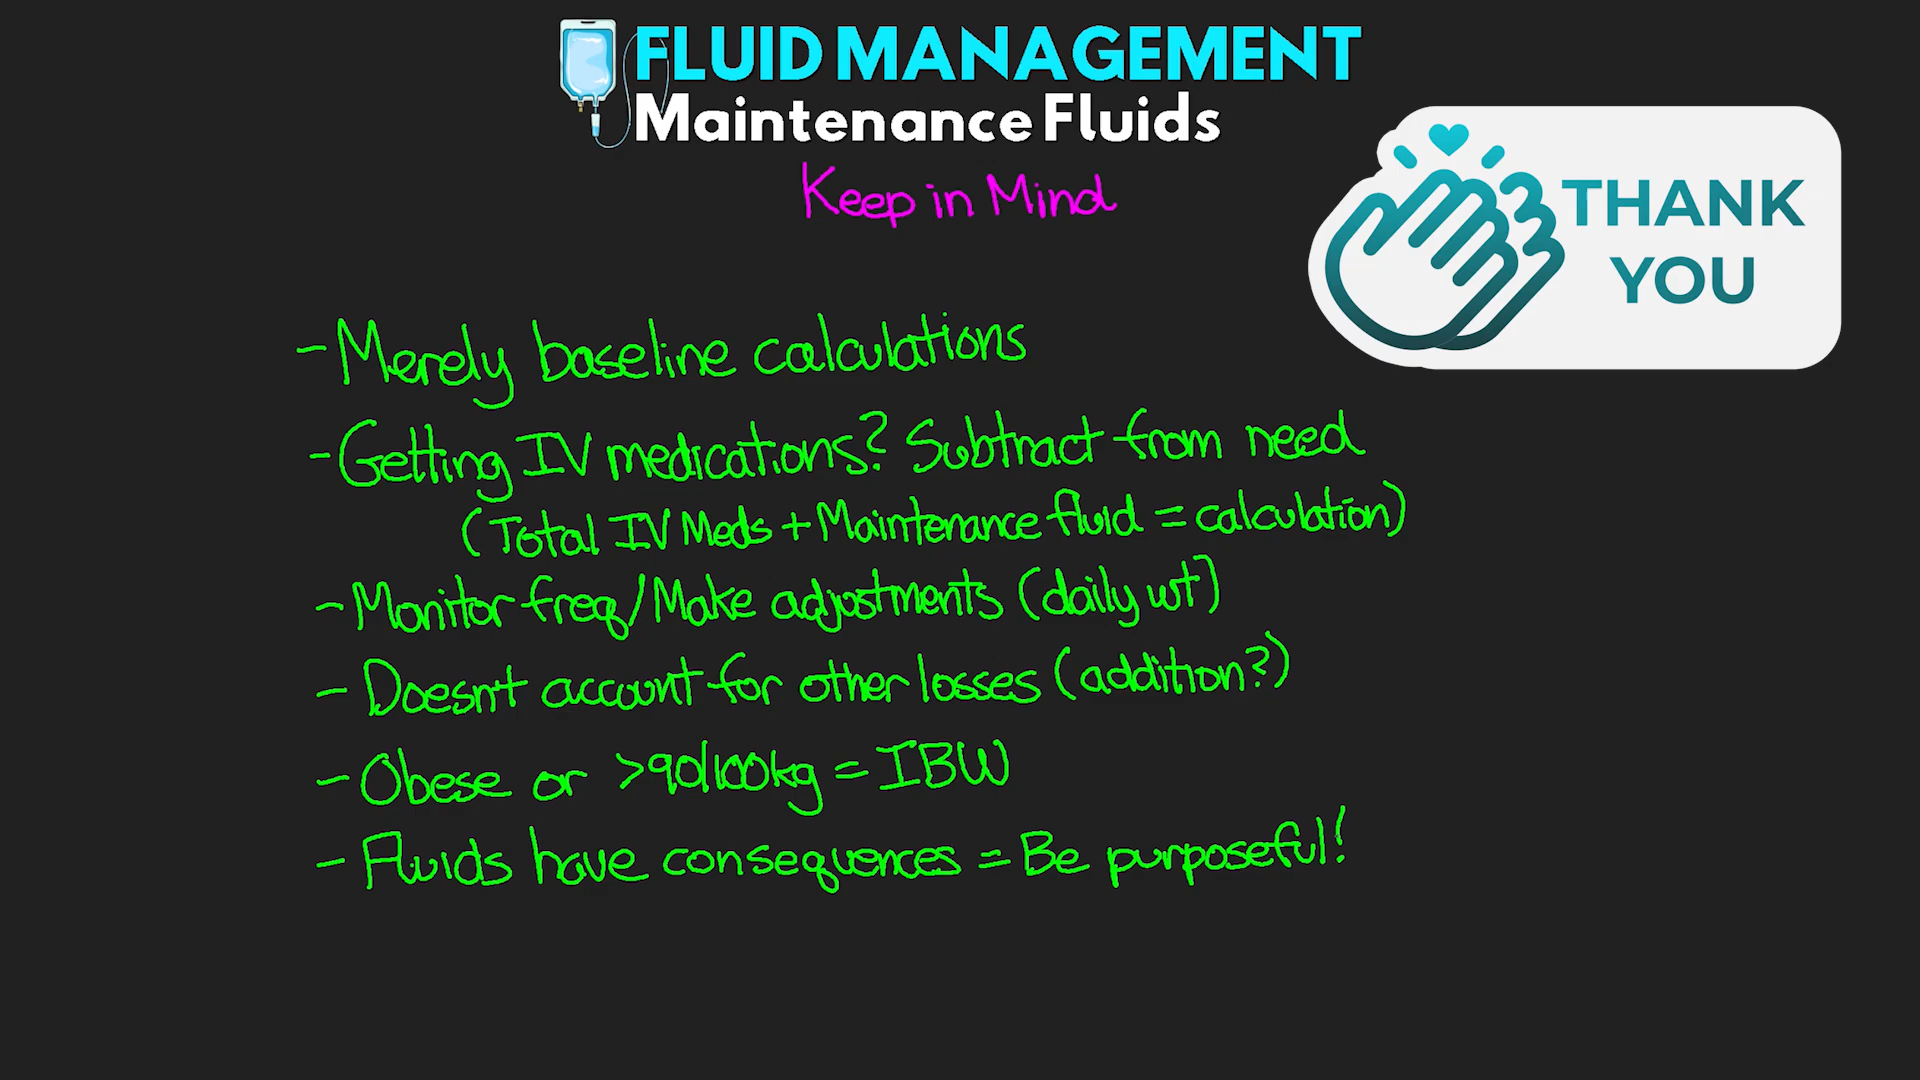 FLUID MANAGEMENT
Maintenance Fluids
Keep in Mind
THANK
YOU
- Merely baseline calculations
- Getting IV medications? Subtract from need
(Total IV Meds + Maintenance fluid = calculation)
- Monitor freq/Make adjustments (daily wt)
- Doesn't account for other losses (addition?)
- Obese or >90/100kg = IBW
- Fluids have consequences = Be purposeful!